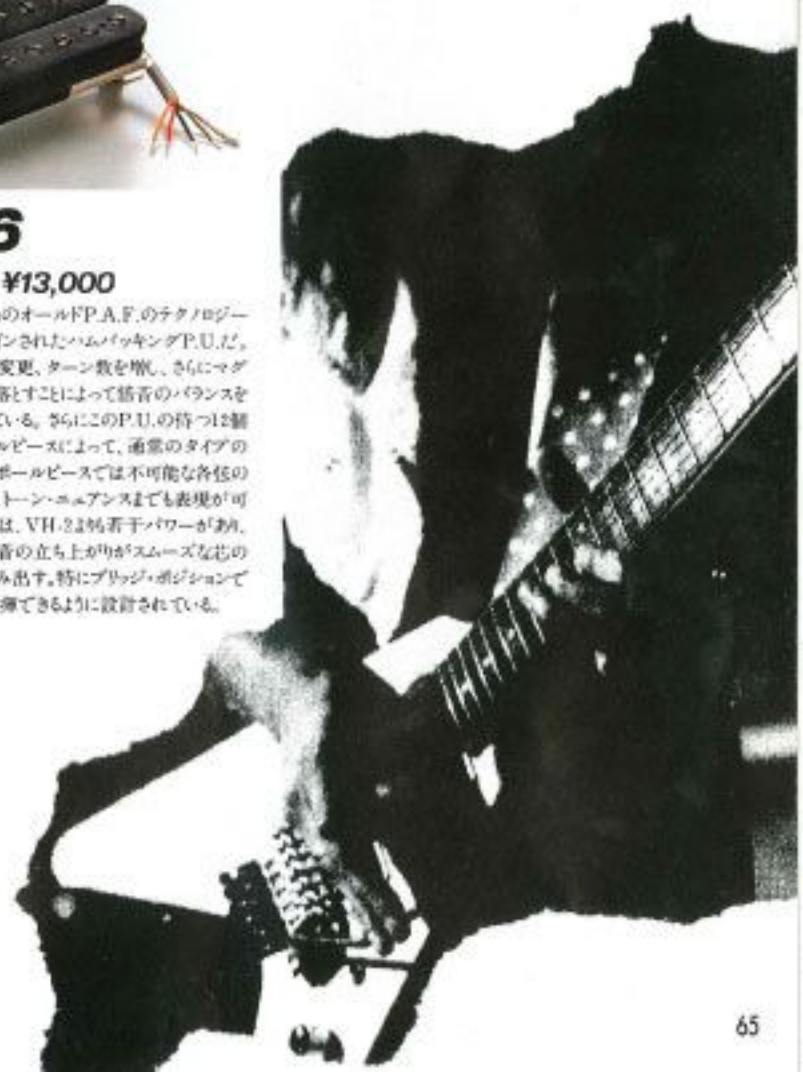 6
¥13,000
のオールドP.A.F.のテクノロジー
インされたハムバッキングP.U.だ。
変更、ターン数を増し、さらにマグ
落とすことによって倍音のバランスを
ている。さらにこのP.U.の持つ12個
ルピースによって、通常のタイプの
ポールピースでは不可能な各弦の
トーン・ニュアンスまでも表現が可
は、VH-2よりも若干パワーがあり、
音の立ち上がりがスムーズな芯の
み出す。特にブリッジ・ポジションで
揮できるように設計されている。
65